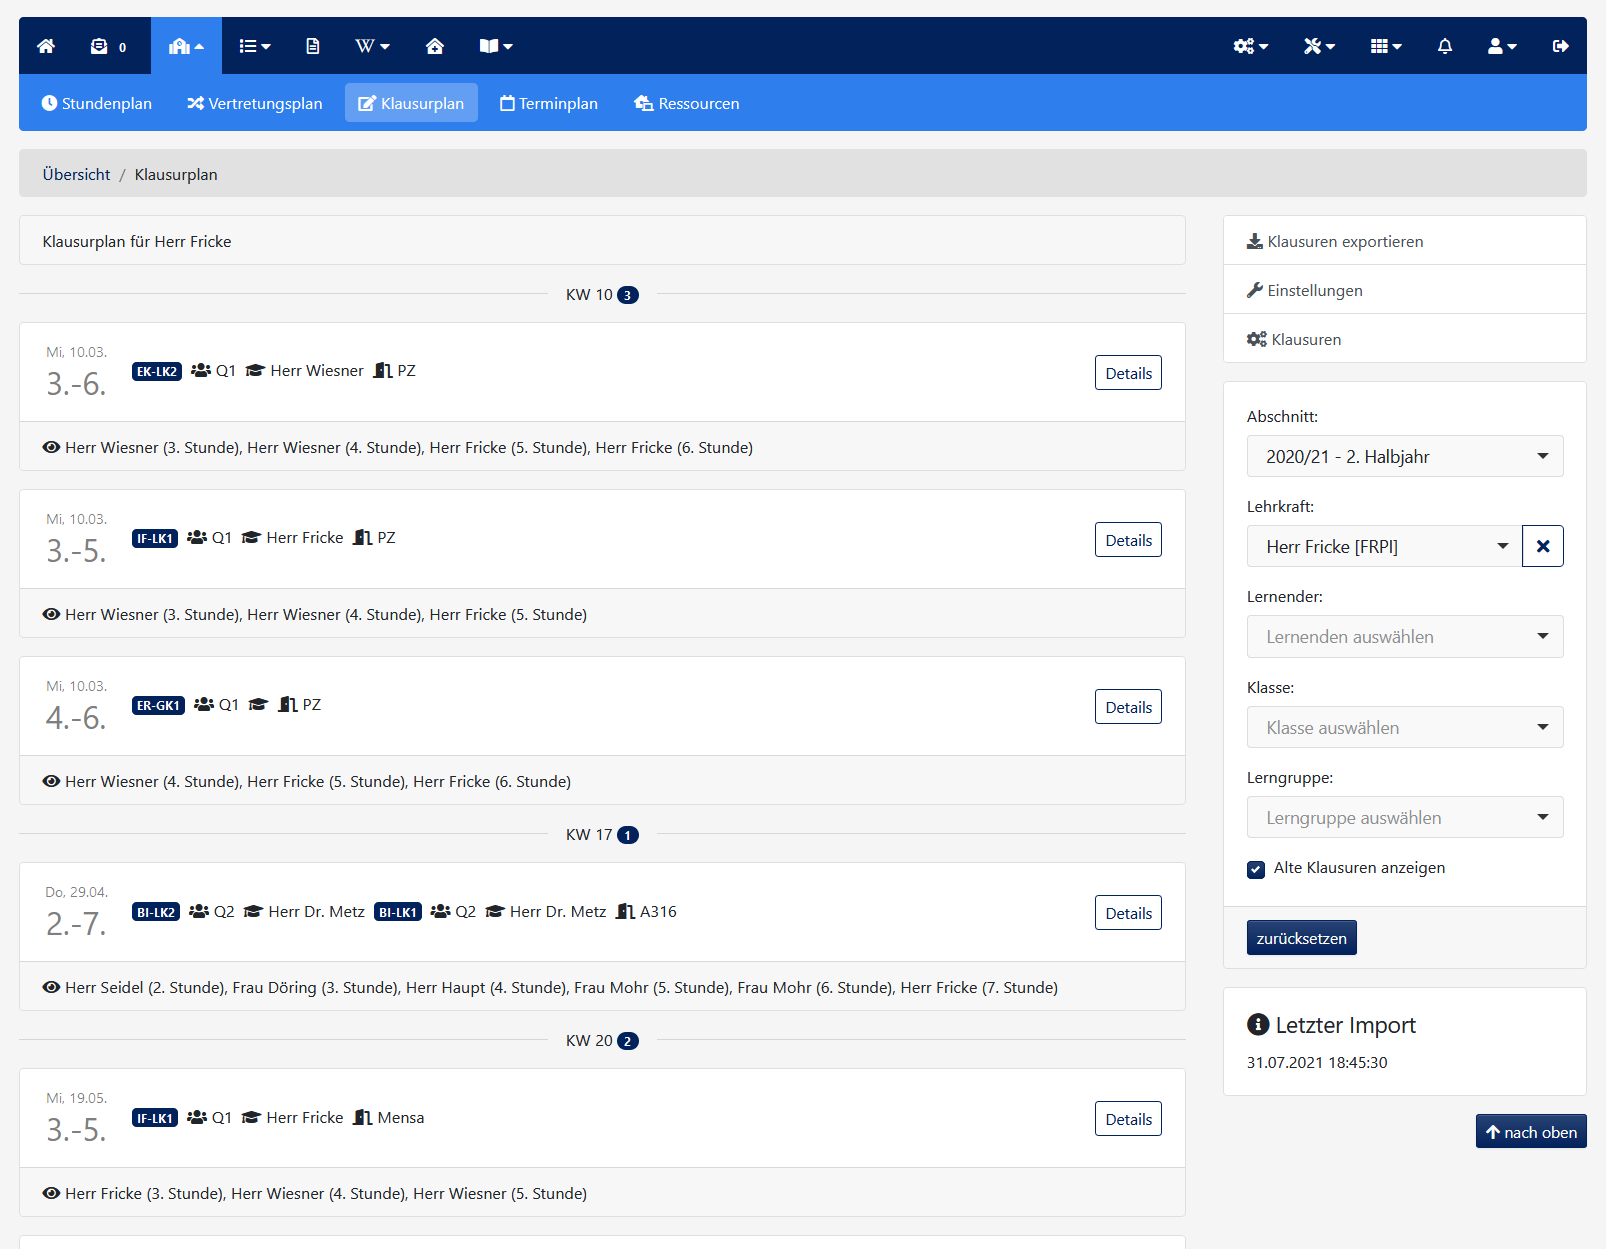 0
Stundenplan Vertretungsplan Klausurplan Terminplan Ressourcen
Übersicht / Klausurplan
Klausurplan für Herr Fricke
KW 10 3
Mi, 10.03.
3.-6.
EK-LK2 Q1 Herr Wiesner PZ
Details
Herr Wiesner (3. Stunde), Herr Wiesner (4. Stunde), Herr Fricke (5. Stunde), Herr Fricke (6. Stunde)
Mi, 10.03.
3.-5.
IF-LK1 Q1 Herr Fricke PZ
Details
Herr Wiesner (3. Stunde), Herr Wiesner (4. Stunde), Herr Fricke (5. Stunde)
Mi, 10.03.
4.-6.
ER-GK1 Q1 PZ
Details
Herr Wiesner (4. Stunde), Herr Fricke (5. Stunde), Herr Fricke (6. Stunde)
KW 17 1
Do, 29.04.
2.-7.
BI-LK2 Q2 Herr Dr. Metz BI-LK1 Q2 Herr Dr. Metz A316
Details
Herr Seidel (2. Stunde), Frau Döring (3. Stunde), Herr Haupt (4. Stunde), Frau Mohr (5. Stunde), Frau Mohr (6. Stunde), Herr Fricke (7. Stunde)
KW 20 2
Mi, 19.05.
3.-5.
IF-LK1 Q1 Herr Fricke Mensa
Details
Herr Fricke (3. Stunde), Herr Wiesner (4. Stunde), Herr Wiesner (5. Stunde)
Klausuren exportieren
Einstellungen
Klausuren
Abschnitt:
2020/21 - 2. Halbjahr
Lehrkraft:
Herr Fricke [FRPI]
Lernender:
Lernenden auswählen
Klasse:
Klasse auswählen
Lerngruppe:
Lerngruppe auswählen
Alte Klausuren anzeigen
zurücksetzen
Letzter Import
31.07.2021 18:45:30
nach oben